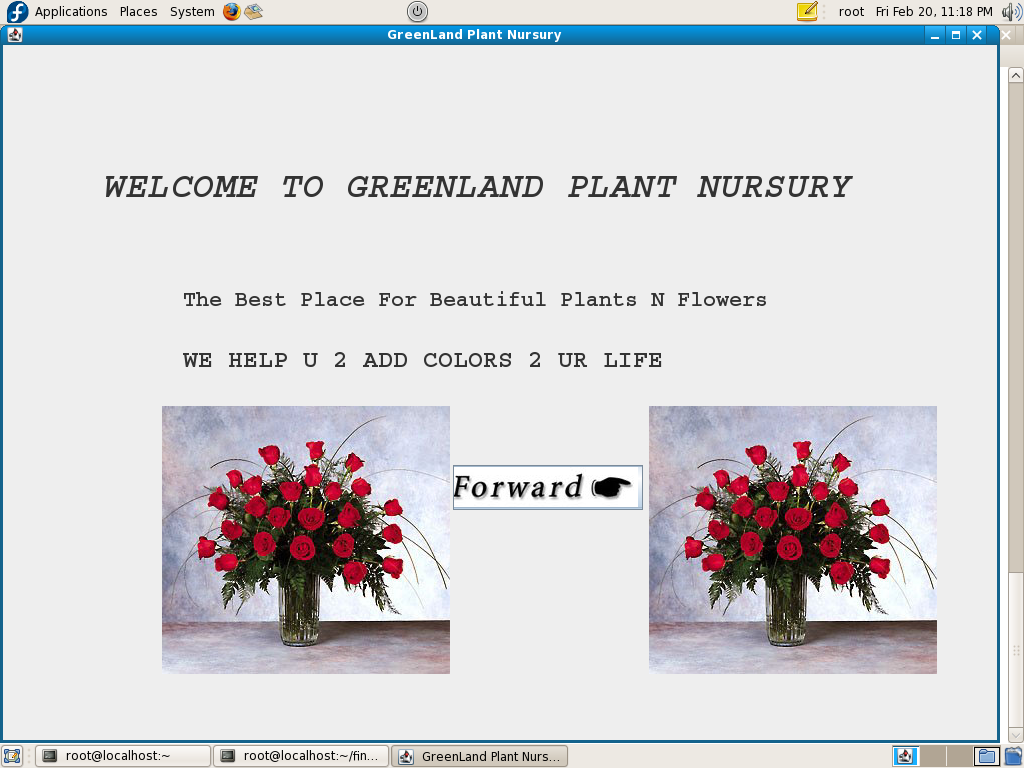 Applications Places System root Fri Feb 20, 11:18 PM
GreenLand Plant Nursury
WELCOME TO GREENLAND PLANT NURSURY
The Best Place For Beautiful Plants N Flowers
WE HELP U 2 ADD COLORS 2 UR LIFE
Forward
root@localhost:~ root@localhost:~/fin... GreenLand Plant Nurs...